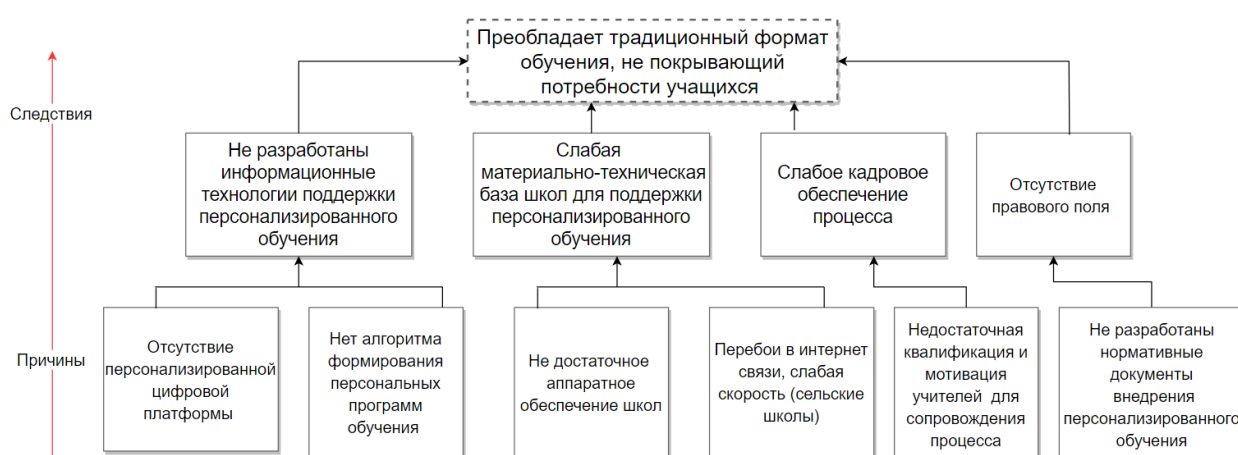 Преобладает традиционный формат
обучения, не покрывающий
потребности учащихся
Следствия
Не разработаны
информационные
технологии поддержки
персонализированного
обучения
Слабая
материально-техническая
база школ для поддержки
персонализированного
обучения
Слабое кадровое
обеспечение
процесса
Отсутствие
правового поля
Причины
Отсутствие
персонализированной
цифровой
платформы
Нет алгоритма
формирования
персональных
программ
обучения
Не достаточное
аппаратное
обеспечение школ
Перебои в интернет
связи, слабая
скорость (сельские
школы)
Недостаточная
квалификация и
мотивация
учителей для
сопровождения
процесса
Не разработаны
нормативные
документы
внедрения
персонализированного
обучения